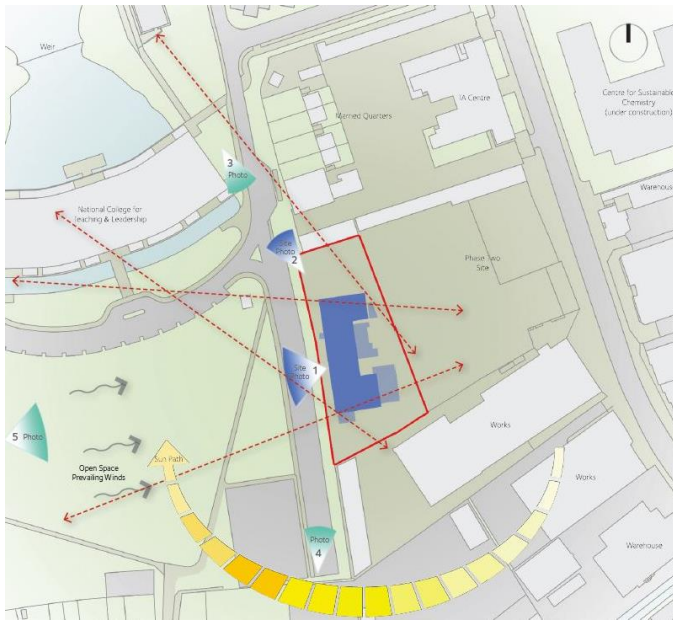 Weir
IA Centre
Married Quarters
Centre for Sustainable
Chemistry
(under construction)
3
Photo
Warehouse
National College for
Teaching & Leadership
Site
Photo
2
Phase Two
Site
1
Site
Photo
5 Photo
Works
Sun Path
Open Space
Prevailing Winds
Works
Photo
4
Warehouse